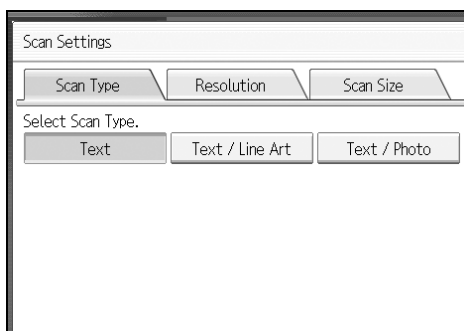 Scan Settings
Scan Type Resolution Scan Size
Select Scan Type.
Text Text / Line Art Text / Photo